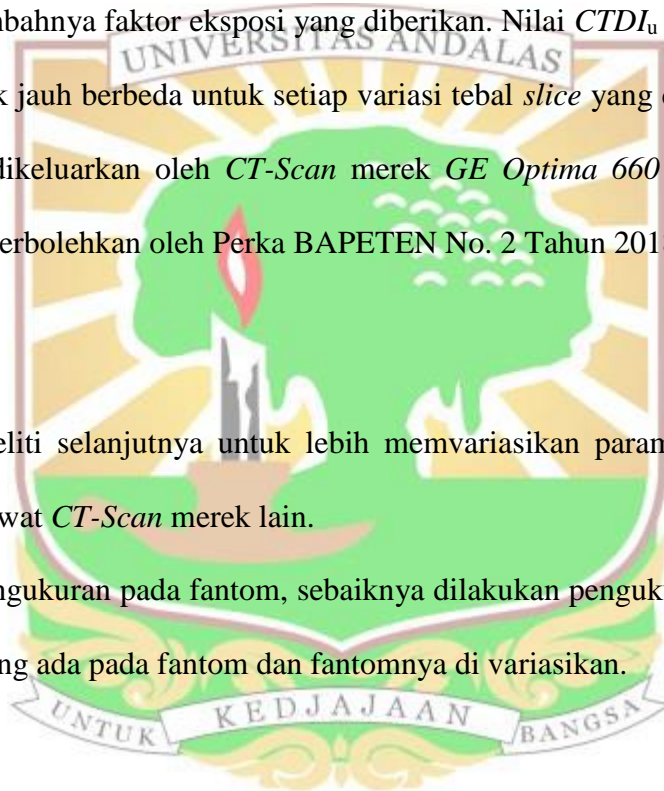 mbahnya faktor eksposi yang diberikan. Nilai CTDIu
UNIVERSITAS ANDALAS
k jauh berbeda untuk setiap variasi tebal slice yang
dikeluarkan oleh CT-Scan merek GE Optima 660
erbolehkan oleh Perka BAPETEN No. 2 Tahun 201
eliti selanjutnya untuk lebih memvariasikan param
wat CT-Scan merek lain.
ngukuran pada fantom, sebaiknya dilakukan penguk
ng ada pada fantom dan fantomnya di variasikan.
UNTUK KEDJAJAAN BANGSA